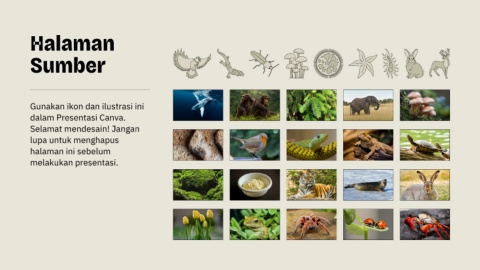 Halaman
Sumber
Gunakan ikon dan ilustrasi ini
dalam Presentasi Canva.
Selamat mendesain! Jangan
lupa untuk menghapus
halaman ini sebelum
melakukan presentasi.